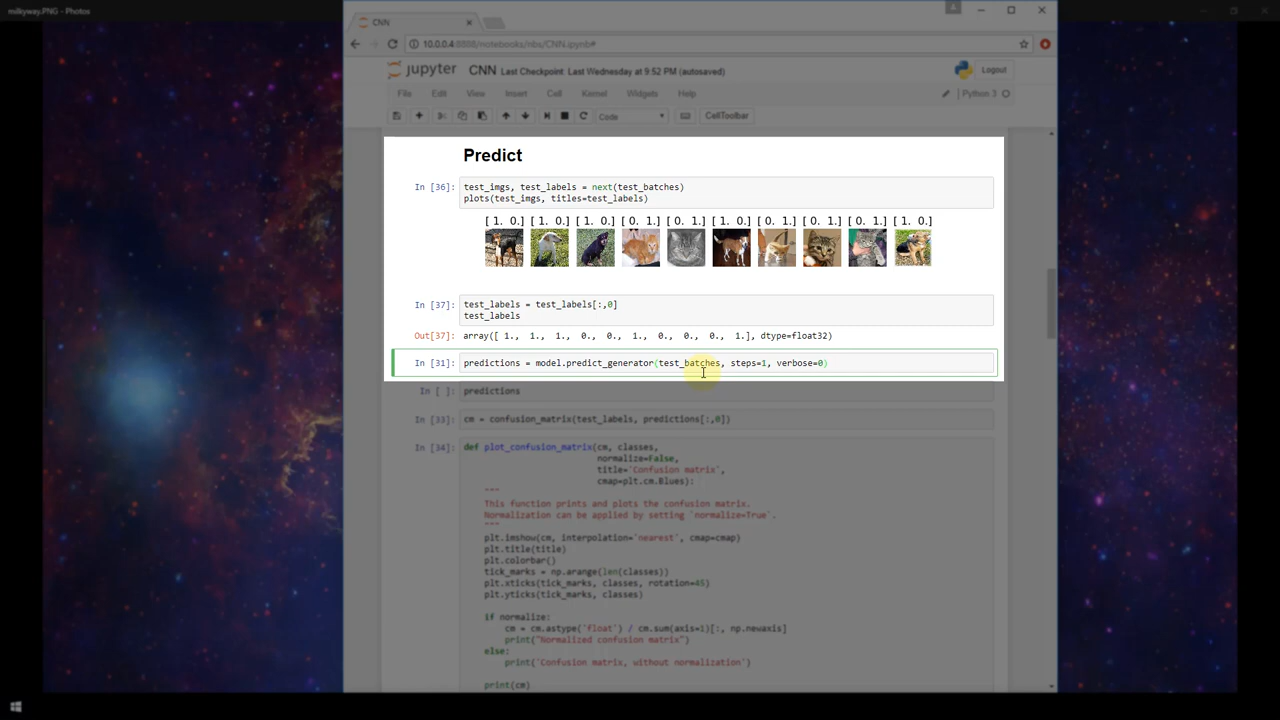 milkyway.PNG - Photos
CNN
10.0.0.4:8888/notebooks/nbs/CNN.ipynb#
jupyter CNN Last Checkpoint: Last Wednesday at 9:52 PM (autosaved)
Logout
File Edit View Insert Cell Kernel Widgets Help
Python 3
Code
CellToolbar
Predict
In [36]: test_imgs, test_labels = next(test_batches)
plots(test_imgs, titles=test_labels)
[ 1. 0.] [ 1. 0.] [ 1. 0.] [ 0. 1.] [ 0. 1.] [ 1. 0.] [ 0. 1.] [ 0. 1.] [ 0. 1.] [ 1. 0.]
In [37]: test_labels = test_labels[:,0]
test_labels
Out[37]: array([ 1., 1., 1., 0., 0., 1., 0., 0., 0., 1.], dtype=float32)
In [31]: predictions = model.predict_generator(test_batches, steps=1, verbose=0)
In [ ]: predictions
In [33]: cm = confusion_matrix(test_labels, predictions[:,0])
In [34]: def plot_confusion_matrix(cm, classes,
normalize=False,
title='Confusion matrix',
cmap=plt.cm.Blues):
"""
This function prints and plots the confusion matrix.
Normalization can be applied by setting `normalize=True`.
"""
plt.imshow(cm, interpolation='nearest', cmap=cmap)
plt.title(title)
plt.colorbar()
tick_marks = np.arange(len(classes))
plt.xticks(tick_marks, classes, rotation=45)
plt.yticks(tick_marks, classes)
if normalize:
cm = cm.astype('float') / cm.sum(axis=1)[:, np.newaxis]
print("Normalized confusion matrix")
else:
print('Confusion matrix, without normalization')
print(cm)